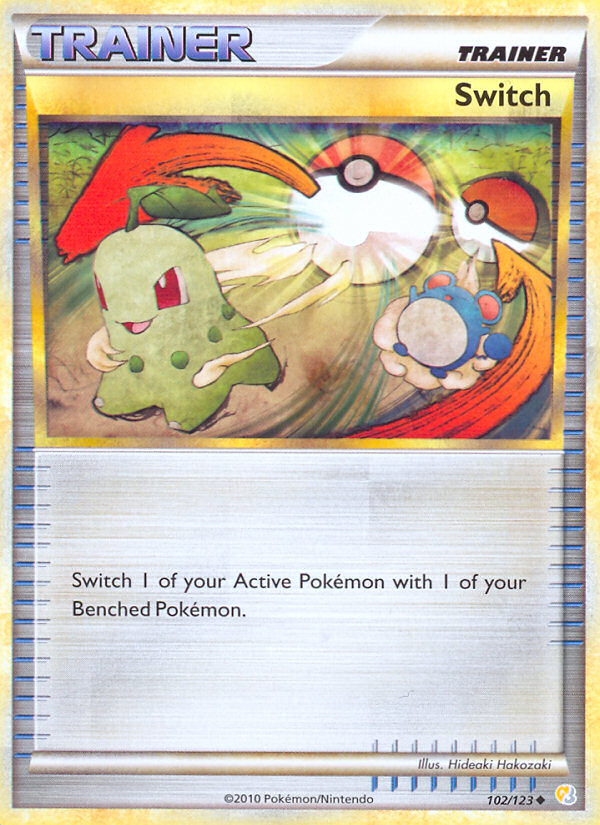 TRAINER
TRAINER
Switch
Switch 1 of your Active Pokémon with 1 of your
Benched Pokémon.
Illus. Hideaki Hakozaki
©2010 Pokémon/Nintendo
102/123